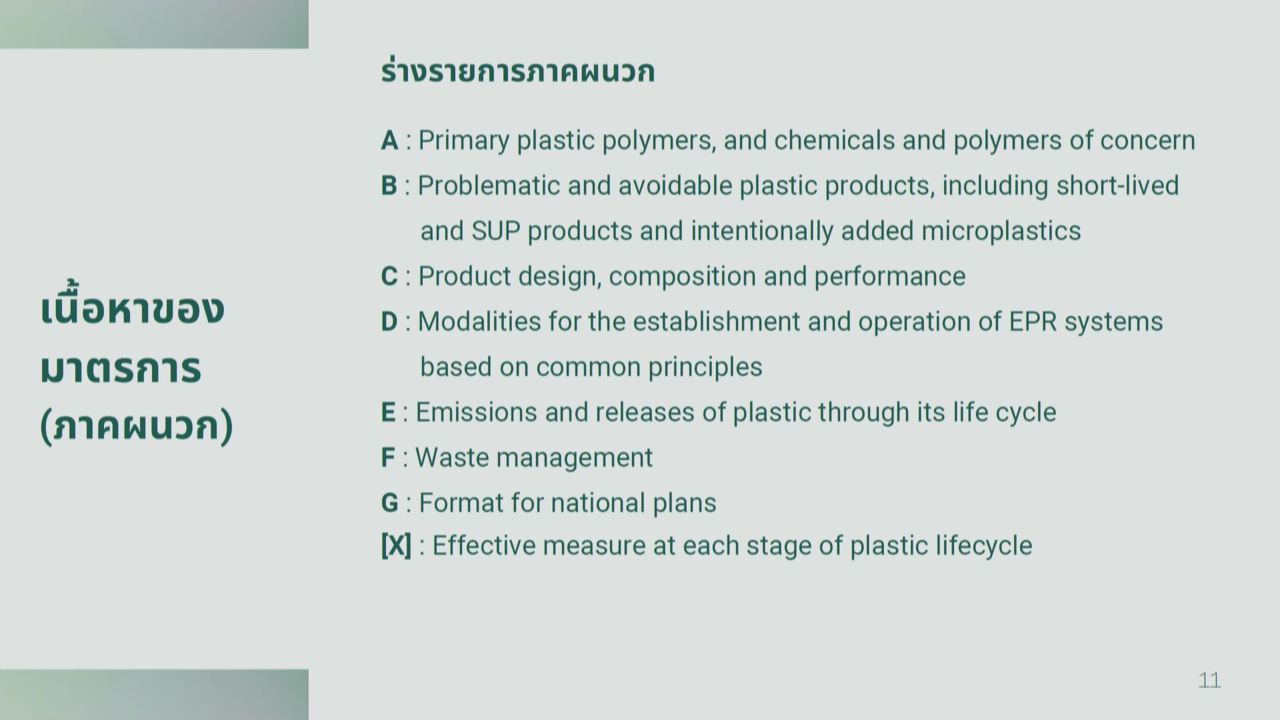 เนื้อหาของ
มาตรการ
(ภาคผนวก)
ร่างรายการภาคผนวก
A : Primary plastic polymers, and chemicals and polymers of concern
B : Problematic and avoidable plastic products, including short-lived
and SUP products and intentionally added microplastics
C : Product design, composition and performance
D : Modalities for the establishment and operation of EPR systems
based on common principles
E : Emissions and releases of plastic through its life cycle
F : Waste management
G : Format for national plans
[X] : Effective measure at each stage of plastic lifecycle
11